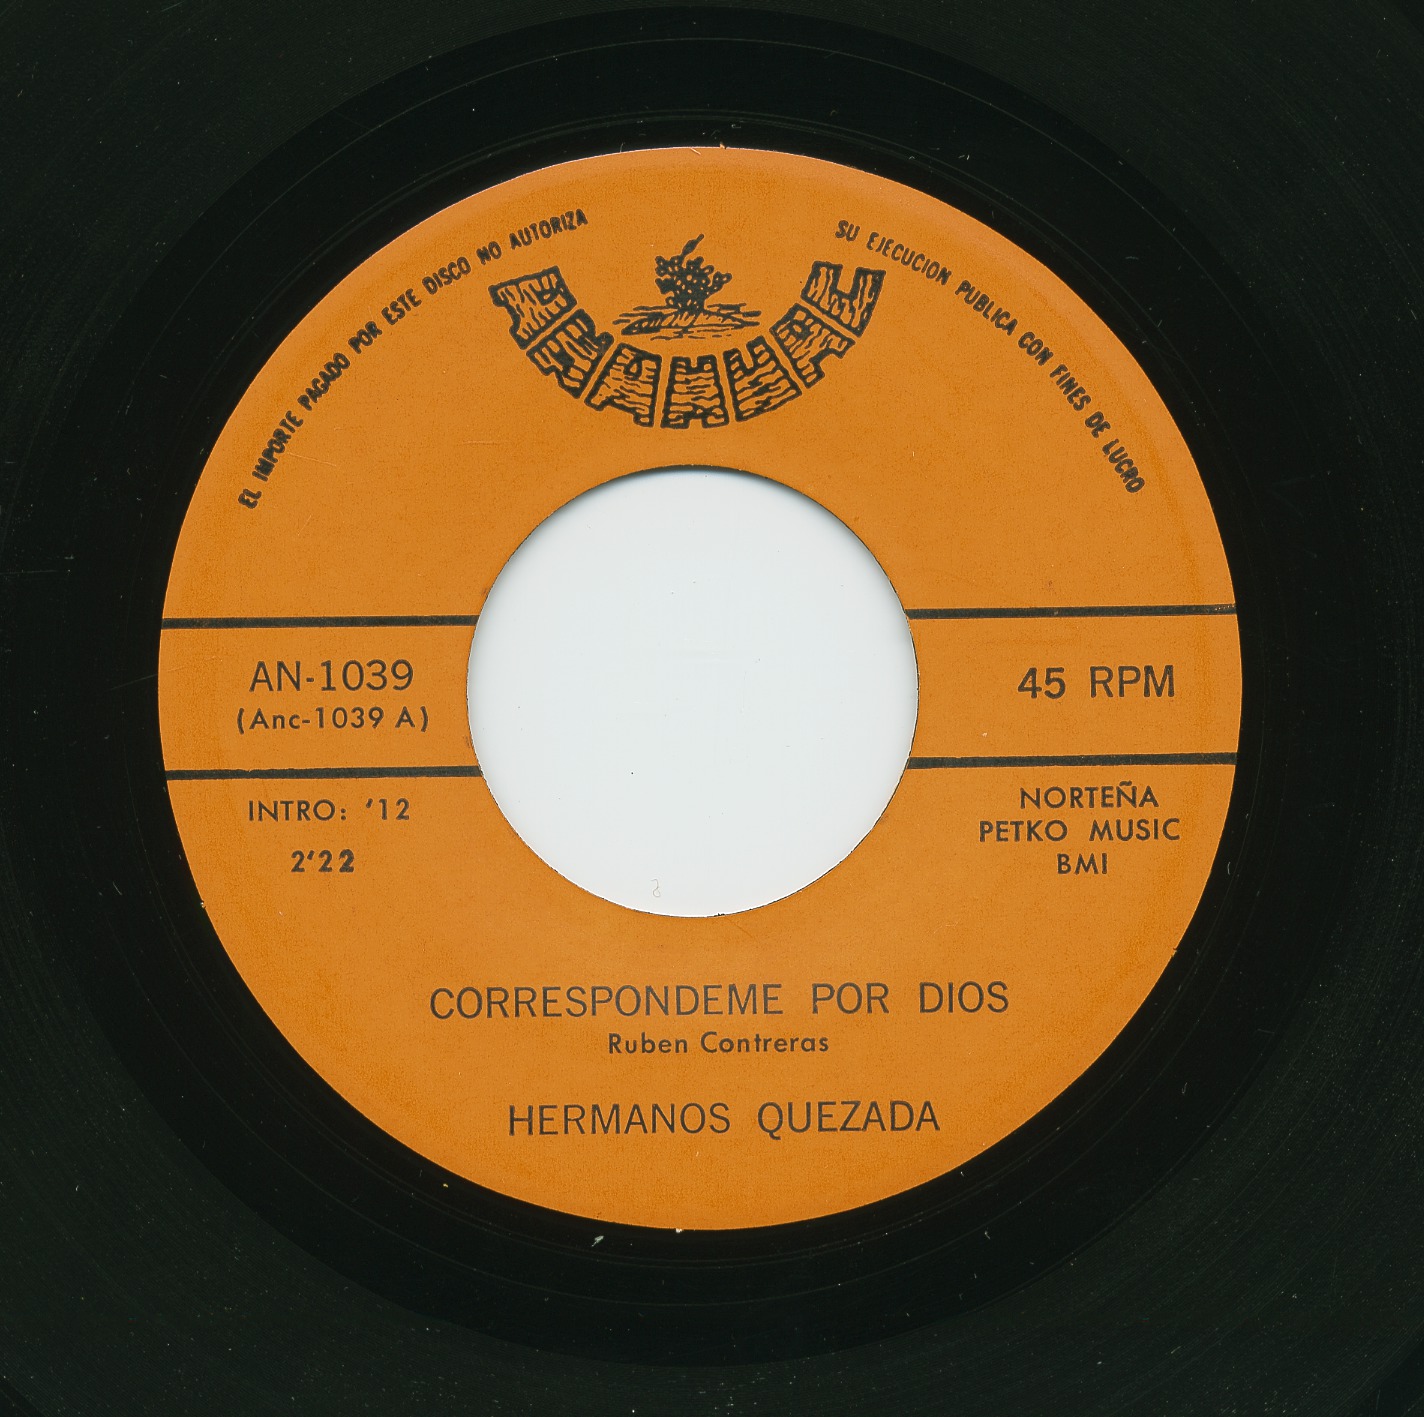 EL IMPORTE PAGADO POR ESTE DISCO NO AUTORIZA
SU EJECUCION PUBLICA CON FINES DE LUCRO
ANAHUAC
AN-1039
(Anc-1039 A)
45 RPM
INTRO: '12
2'22
NORTEÑA
PETKO MUSIC
BMI
CORRESPONDEME POR DIOS
Ruben Contreras
HERMANOS QUEZADA